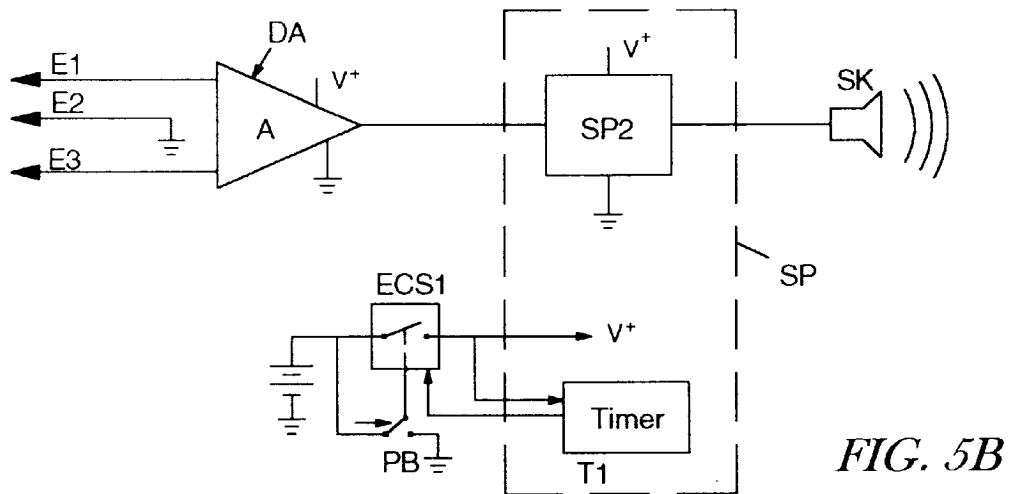 DA
E1
V+
E2
A
E3
V+
SP2
SK
SP
ECS1
V+
Timer
PB
T1
FIG. 5B